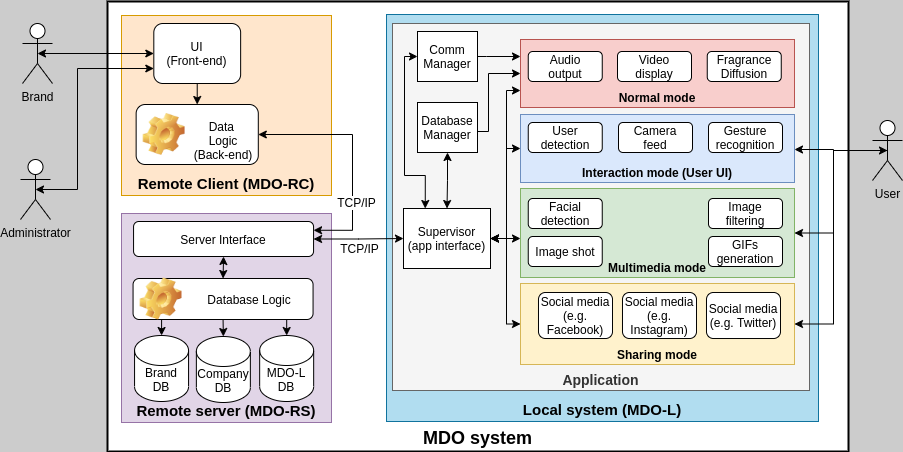 Brand
Administrator
UI
(Front-end)
Data
Logic
(Back-end)
Remote Client (MDO-RC)
TCP/IP
TCP/IP
Server Interface
Database Logic
Brand
DB
Company
DB
MDO-L
DB
Remote server (MDO-RS)
Comm
Manager
Database
Manager
Supervisor
(app interface)
Audio
output
Video
display
Fragrance
Diffusion
Normal mode
User
detection
Camera
feed
Gesture
recognition
Interaction mode (User UI)
Facial
detection
Image
filtering
Image shot
GIFs
generation
Multimedia mode
Social media
(e.g.
Facebook)
Social media
(e.g.
Instagram)
Social media
(e.g. Twitter)
Sharing mode
Application
Local system (MDO-L)
User
MDO system